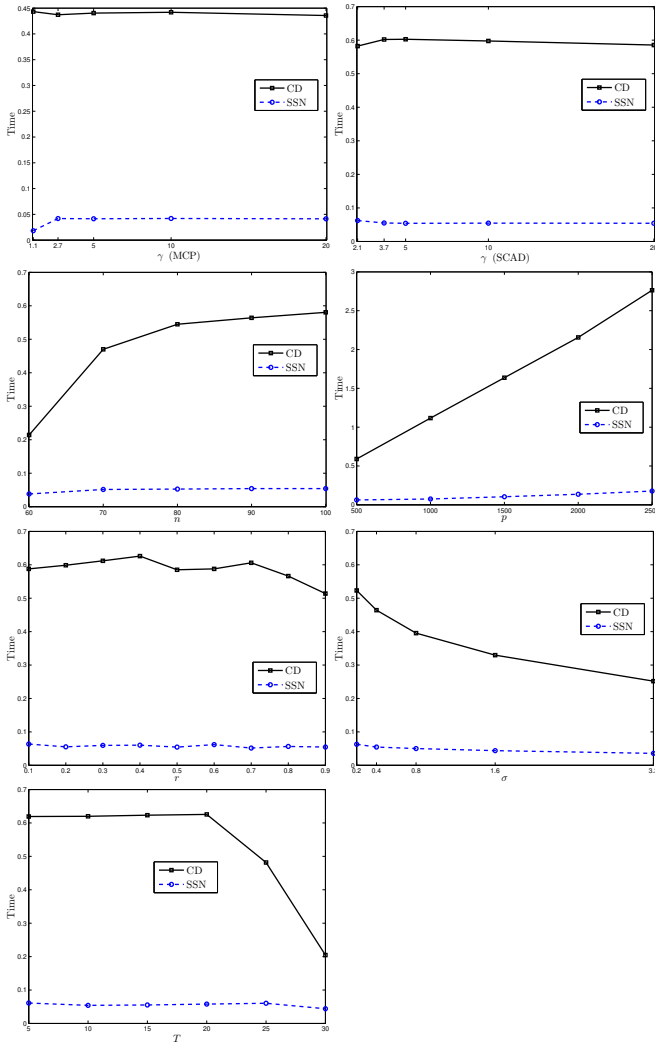 0.45
0.4
0.35
0.3
0.25
0.2
0.15
0.1
0.05
0
Time
CD
SSN
1.1 2.7 5 10 20
γ (MCP)
0.7
0.6
0.5
0.4
0.3
0.2
0.1
0
Time
CD
SSN
2.1 3.7 5 10 20
γ (SCAD)
0.7
0.6
0.5
0.4
0.3
0.2
0.1
0
Time
CD
SSN
60 70 80 90 100
n
3
2.5
2
1.5
1
0.5
0
Time
CD
SSN
500 1000 1500 2000 2500
p
0.7
0.6
0.5
0.4
0.3
0.2
0.1
0
Time
CD
SSN
0.1 0.2 0.3 0.4 0.5 0.6 0.7 0.8 0.9
r
0.7
0.6
0.5
0.4
0.3
0.2
0.1
0
Time
CD
SSN
0.2 0.4 0.8 1.6 3.2
σ
0.7
0.6
0.5
0.4
0.3
0.2
0.1
0
Time
CD
SSN
5 10 15 20 25 30
T